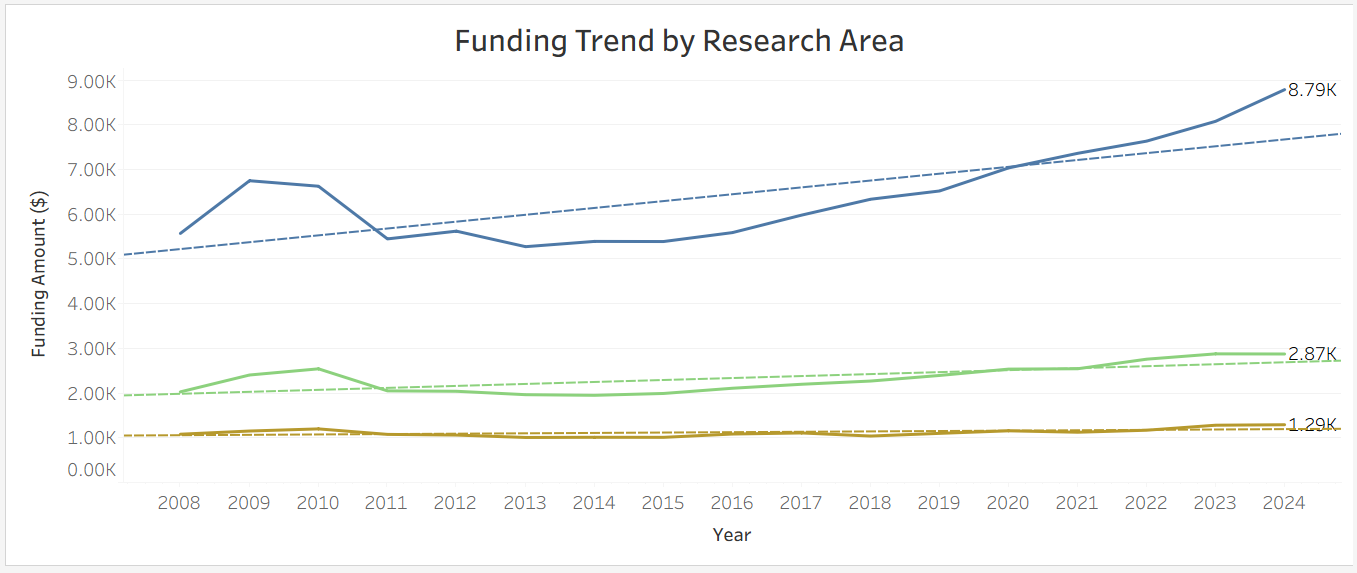 Funding Trend by Research Area
9.00K
8.00K
7.00K
6.00K
5.00K
4.00K
3.00K
2.00K
1.00K
0.00K
Funding Amount ($)
8.79K
2.87K
1.29K
2008 2009 2010 2011 2012 2013 2014 2015 2016 2017 2018 2019 2020 2021 2022 2023 2024
Year